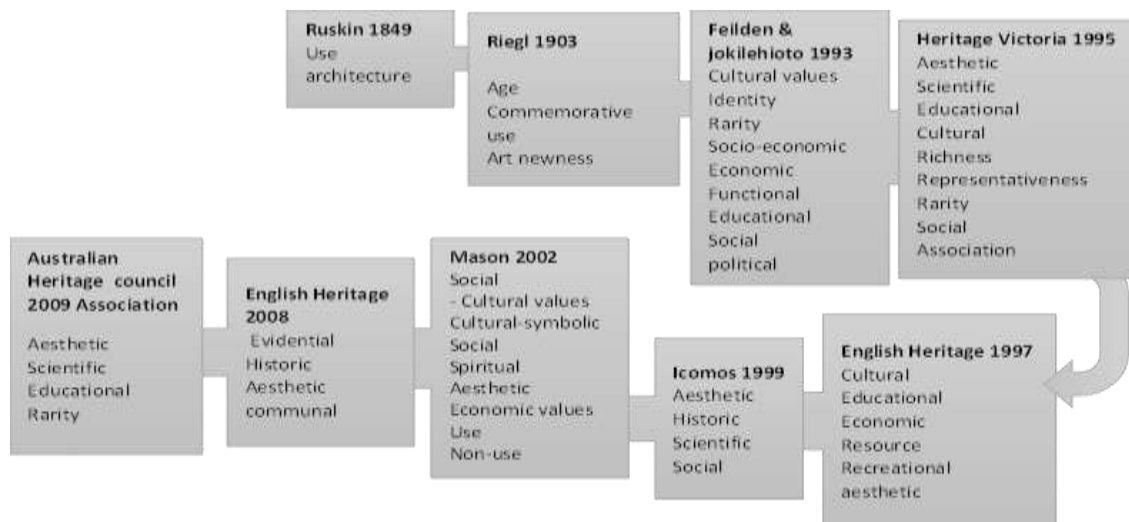 Ruskin 1849
Use
architecture
Riegl 1903
Age
Commemorative
use
Art newness
Feilden &
jokilehioto 1993
Cultural values
Identity
Rarity
Socio-economic
Economic
Functional
Educational
Social
political
Heritage Victoria 1995
Aesthetic
Scientific
Educational
Cultural
Richness
Representativeness
Rarity
Social
Association
English Heritage 1997
Cultural
Educational
Economic
Resource
Recreational
aesthetic
Icomos 1999
Aesthetic
Historic
Scientific
Social
Mason 2002
Social
- Cultural values
Cultural-symbolic
Social
Spiritual
Aesthetic
Economic values
Use
Non-use
English Heritage
2008
Evidential
Historic
Aesthetic
communal
Australian
Heritage council
2009 Association
Aesthetic
Scientific
Educational
Rarity